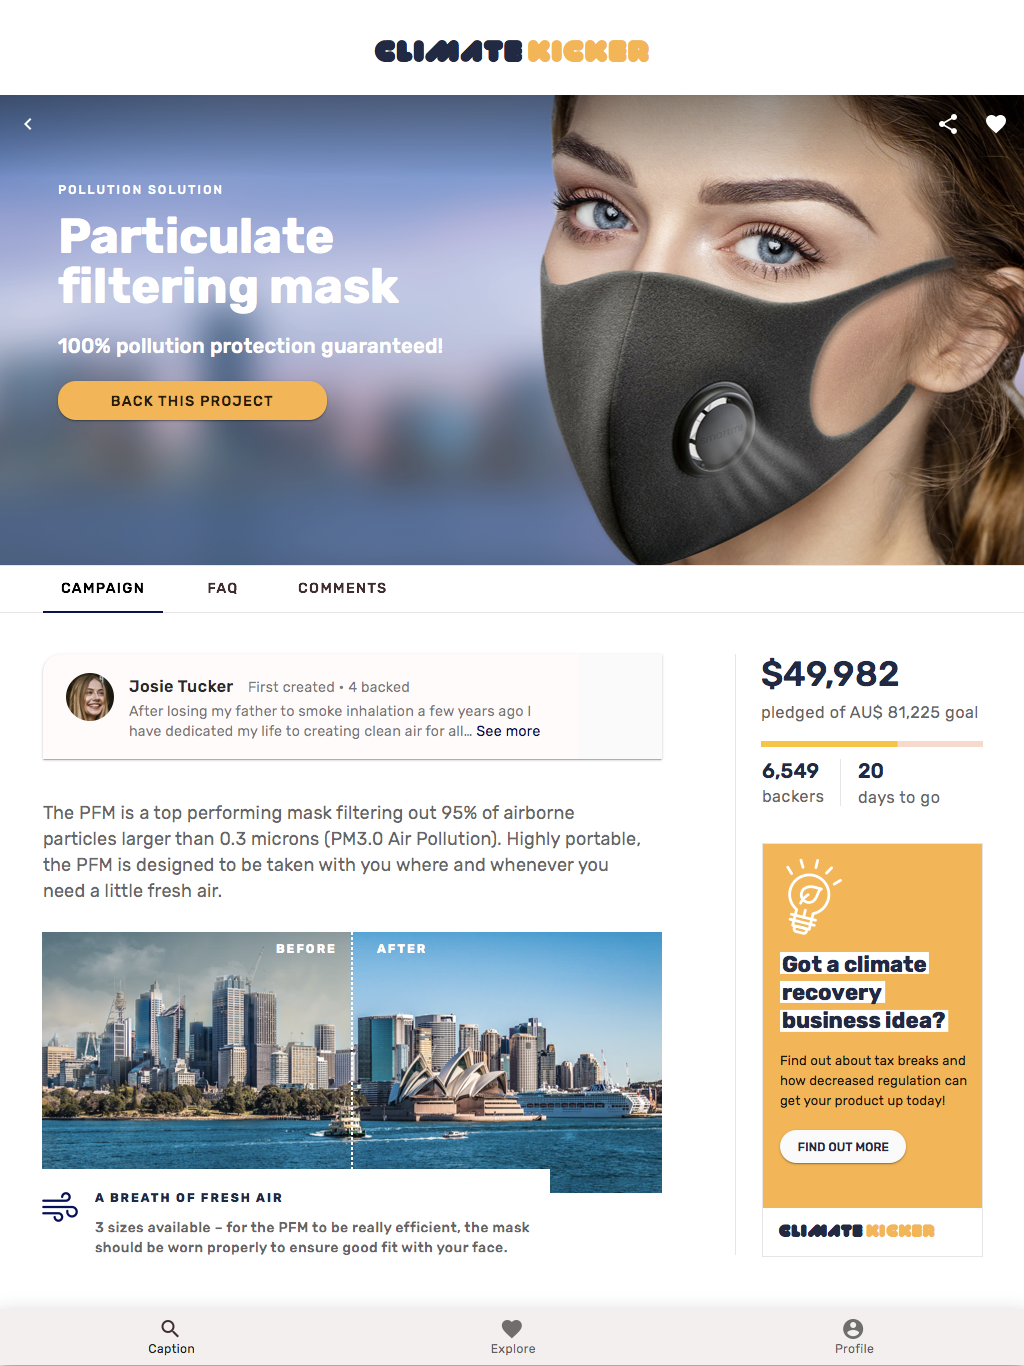 CLIMATE KICKER
POLLUTION SOLUTION
Particulate
filtering mask
100% pollution protection guaranteed!
BACK THIS PROJECT
CAMPAIGN FAQ COMMENTS
Josie Tucker First created • 4 backed
After losing my father to smoke inhalation a few years ago I
have dedicated my life to creating clean air for all... See more
The PFM is a top performing mask filtering out 95% of airborne
particles larger than 0.3 microns (PM3.0 Air Pollution). Highly portable,
the PFM is designed to be taken with you where and whenever you
need a little fresh air.
BEFORE AFTER
A BREATH OF FRESH AIR
3 sizes available – for the PFM to be really efficient, the mask
should be worn properly to ensure good fit with your face.
$49,982
pledged of AU$ 81,225 goal
6,549 20
backers days to go
Got a climate
recovery
business idea?
Find out about tax breaks and
how decreased regulation can
get your product up today!
FIND OUT MORE
CLIMATE KICKER
Caption Explore Profile